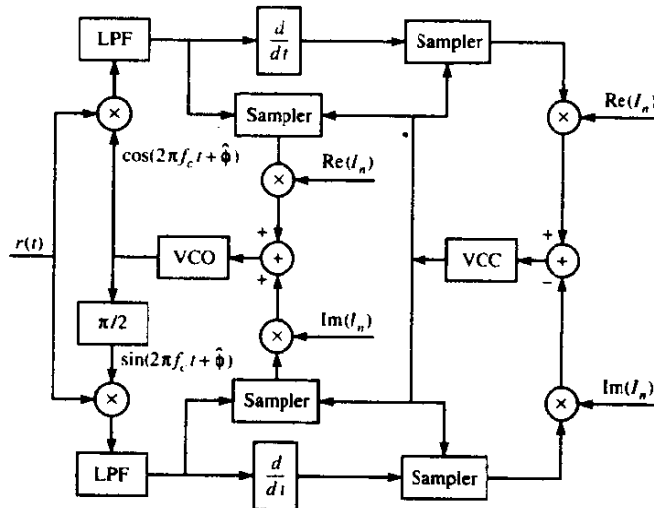 LPF
d/dt
Sampler
Sampler
Re(I_n)
Re(I_n)
cos(2πf_c t + φ̂)
r(t)
VCO
+
+
+
VCC
+
−
+
π/2
Im(I_n)
sin(2πf_c t + φ̂)
Sampler
Im(I_n)
LPF
d/dt
Sampler